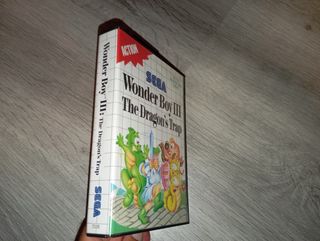 Wonder Boy III: The Dragon's Trap
SEGA
ACTION
SEGA
Wonder Boy III
The Dragon's Trap